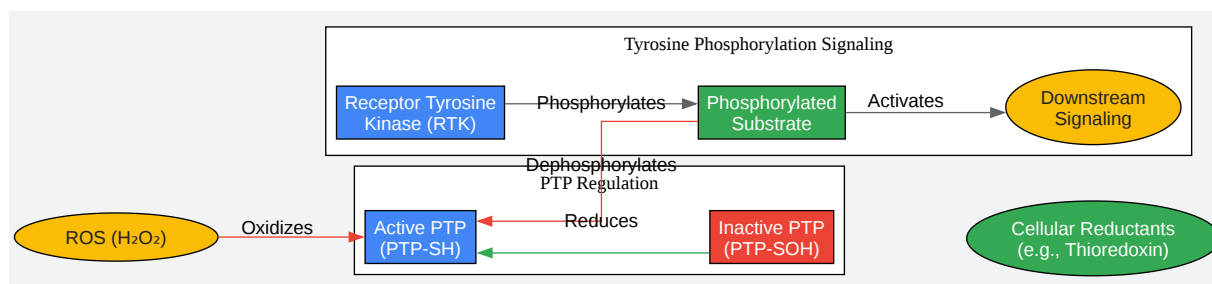 Tyrosine Phosphorylation Signaling
Receptor Tyrosine
Kinase (RTK)
Phosphorylates
Phosphorylated
Substrate
Activates
Downstream
Signaling
Dephosphorylates
PTP Regulation
ROS (H₂O₂)
Oxidizes
Active PTP
(PTP-SH)
Reduces
Inactive PTP
(PTP-SOH)
Cellular Reductants
(e.g., Thioredoxin)